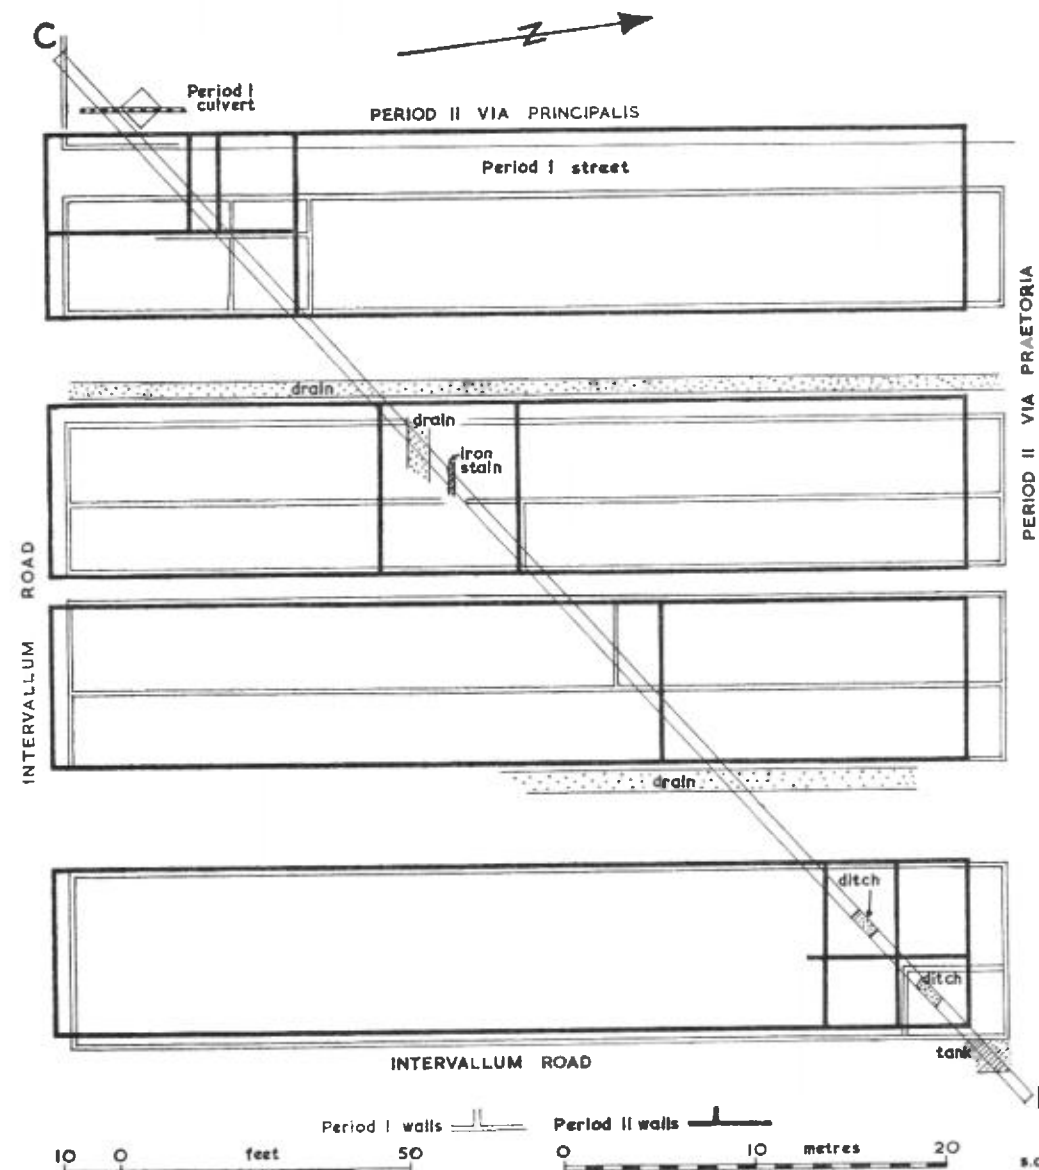 C
Z
Period I
culvert
PERIOD II VIA PRINCIPALIS
Period I street
PERIOD II VIA PRAETORIA
drain
drain
iron
stain
INTERVALLUM ROAD
drain
ditch
ditch
tank
INTERVALLUM ROAD
Period I walls Period II walls
10 0 feet 50 0 10 metres 20